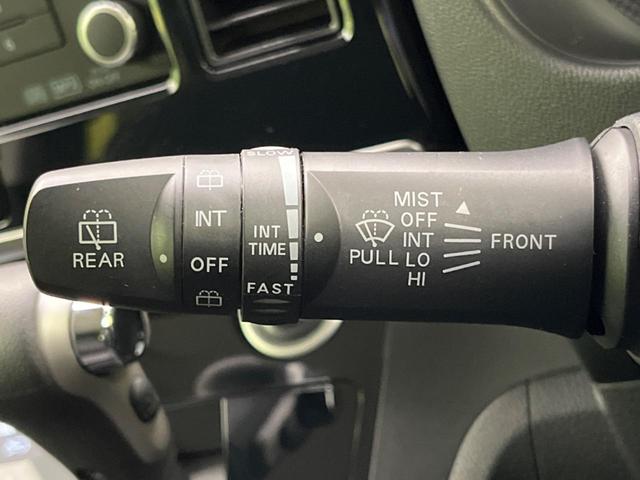 REAR
INT
OFF
SLOW
INT
TIME
FAST
PULL
MIST
OFF
INT
LO
HI
FRONT